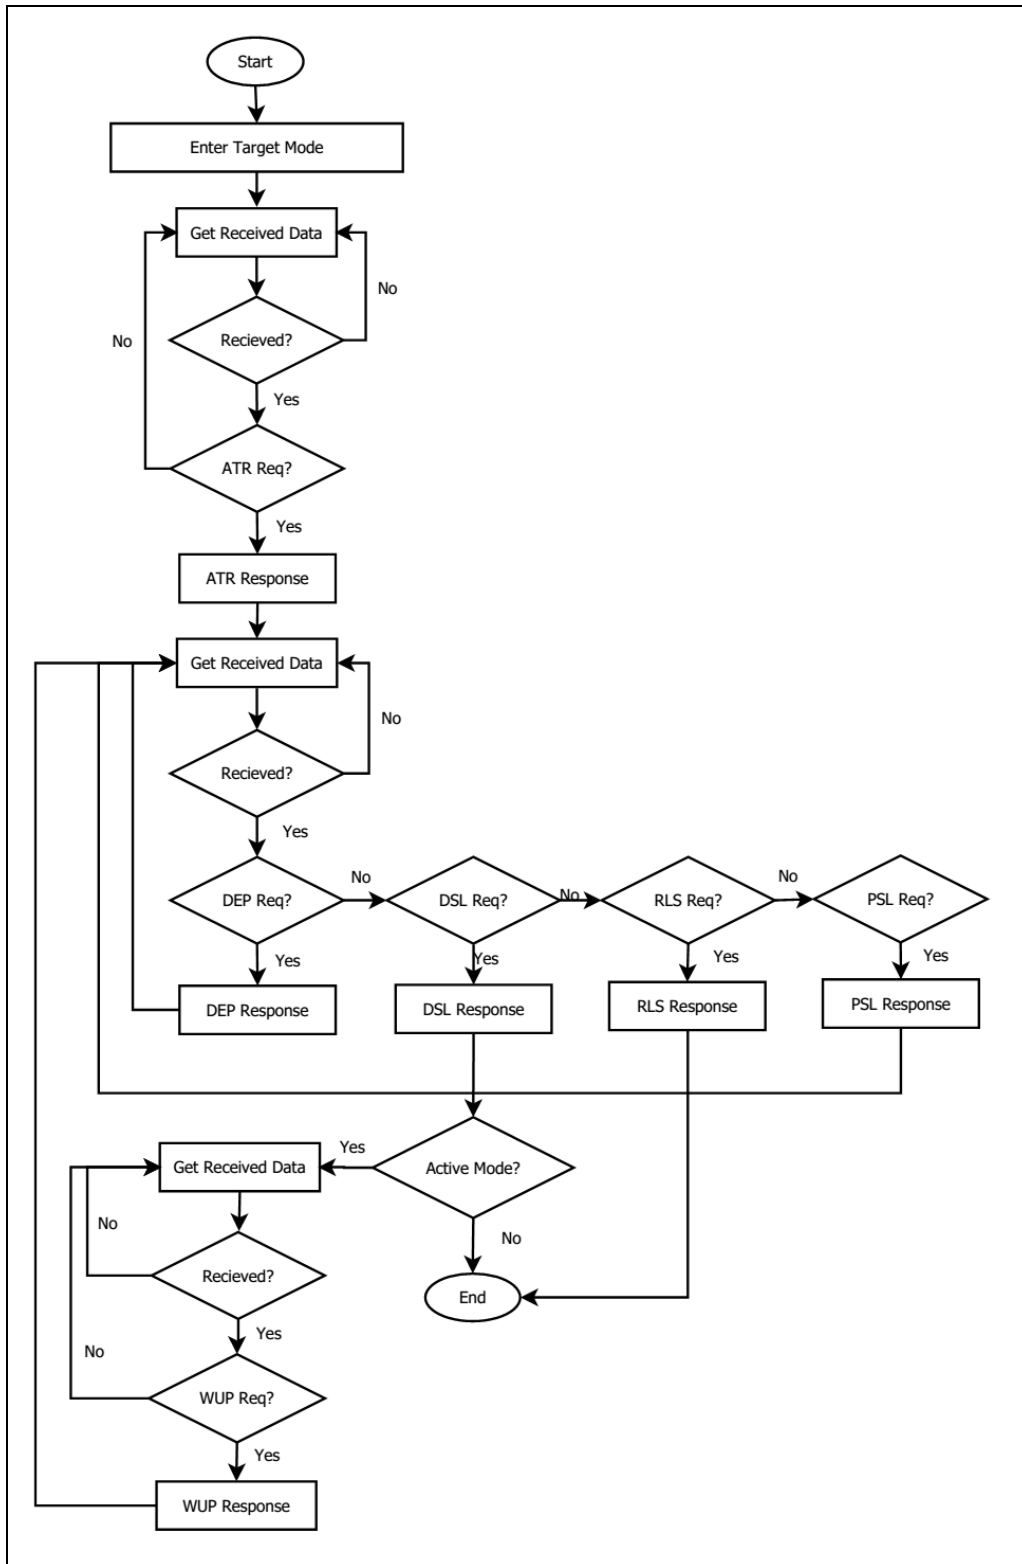 Start
Enter Target Mode
Get Received Data
No
Recieved?
No
Yes
ATR Req?
Yes
ATR Response
Get Received Data
No
Recieved?
Yes
DEP Req?
No
DSL Req?
No
RLS Req?
No
PSL Req?
Yes
Yes
Yes
Yes
DEP Response
DSL Response
RLS Response
PSL Response
Active Mode?
Yes
Get Received Data
No
No
Recieved?
End
Yes
No
WUP Req?
Yes
WUP Response